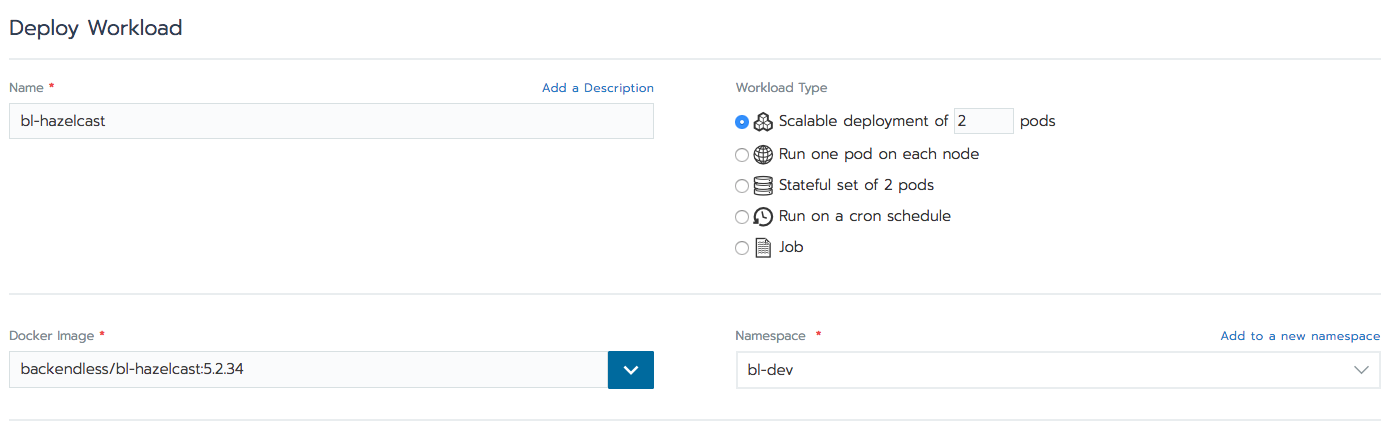 Deploy Workload
Name * Add a Description
bl-hazelcast
Workload Type
Scalable deployment of 2 pods
Run one pod on each node
Stateful set of 2 pods
Run on a cron schedule
Job
Docker Image *
backendless/bl-hazelcast:5.2.34
Namespace * Add to a new namespace
bl-dev